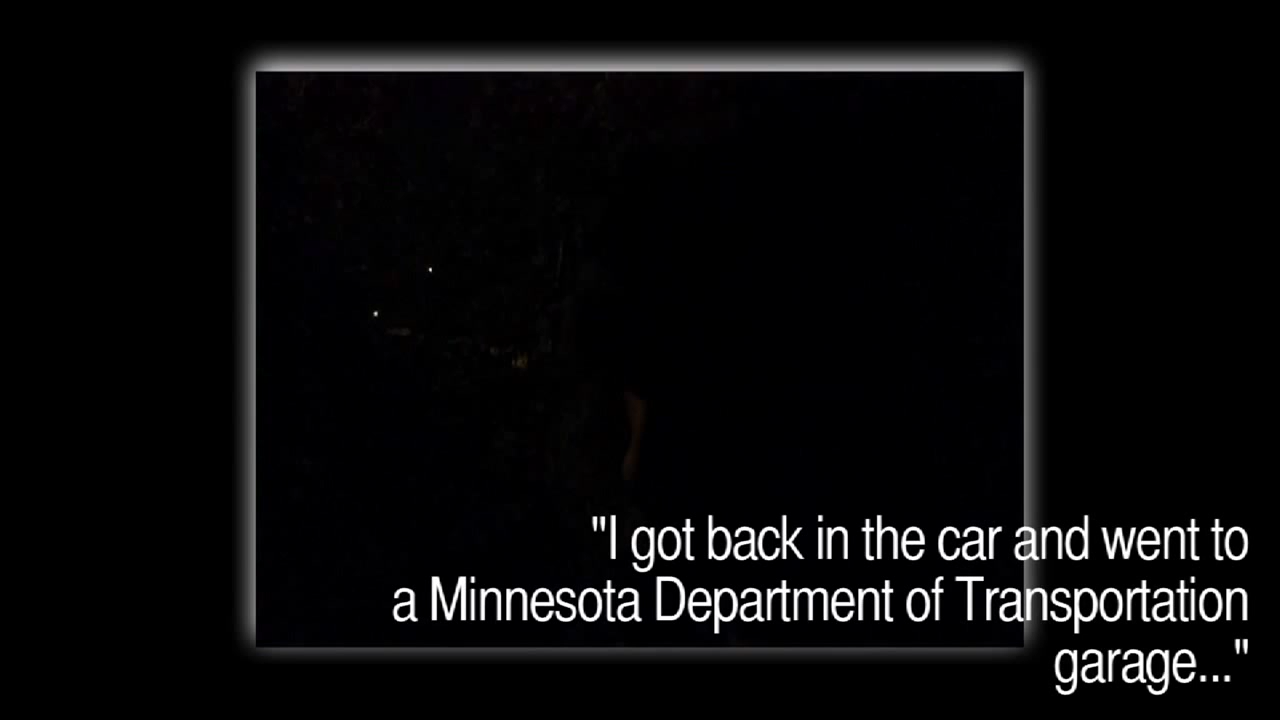 "I got back in the car and went to
a Minnesota Department of Transportation
garage..."